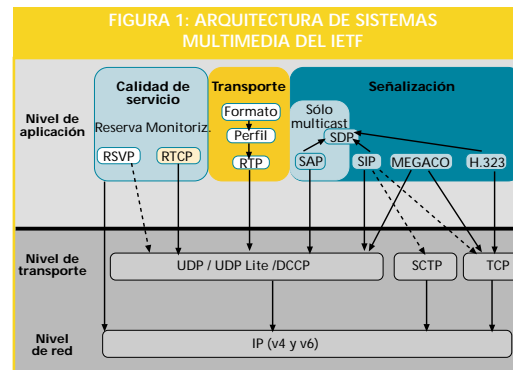 FIGURA 1: ARQUITECTURA DE SISTEMAS
MULTIMEDIA DEL IETF
Calidad de
servicio
Transporte
Señalización
Nivel de
aplicación
Reserva Monitoriz.
Formato
Perfil
RTP
Sólo
multicast
SDP
RSVP
RTCP
SAP
SIP
MEGACO
H.323
Nivel de
transporte
UDP / UDP Lite /DCCP
SCTP
TCP
Nivel
de red
IP (v4 y v6)